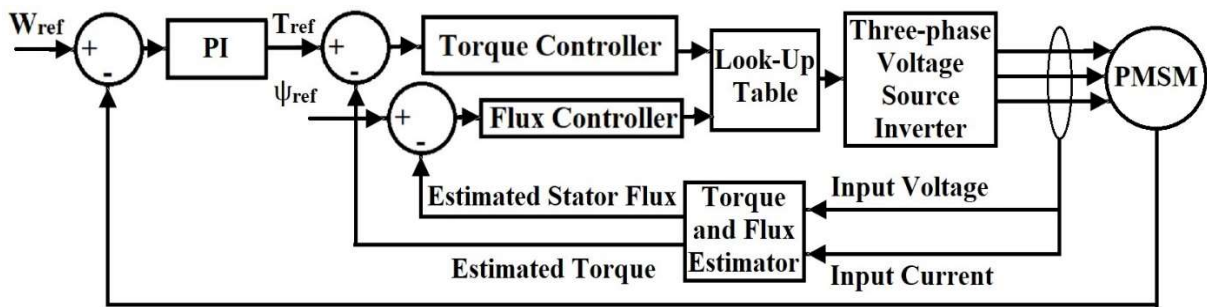 Wref
+
-
PI
Tref
+
-
Torque Controller
ψref
+
-
Flux Controller
Look-Up
Table
Three-phase
Voltage
Source
Inverter
PMSM
Estimated Stator Flux
Estimated Torque
Torque
and Flux
Estimator
Input Voltage
Input Current